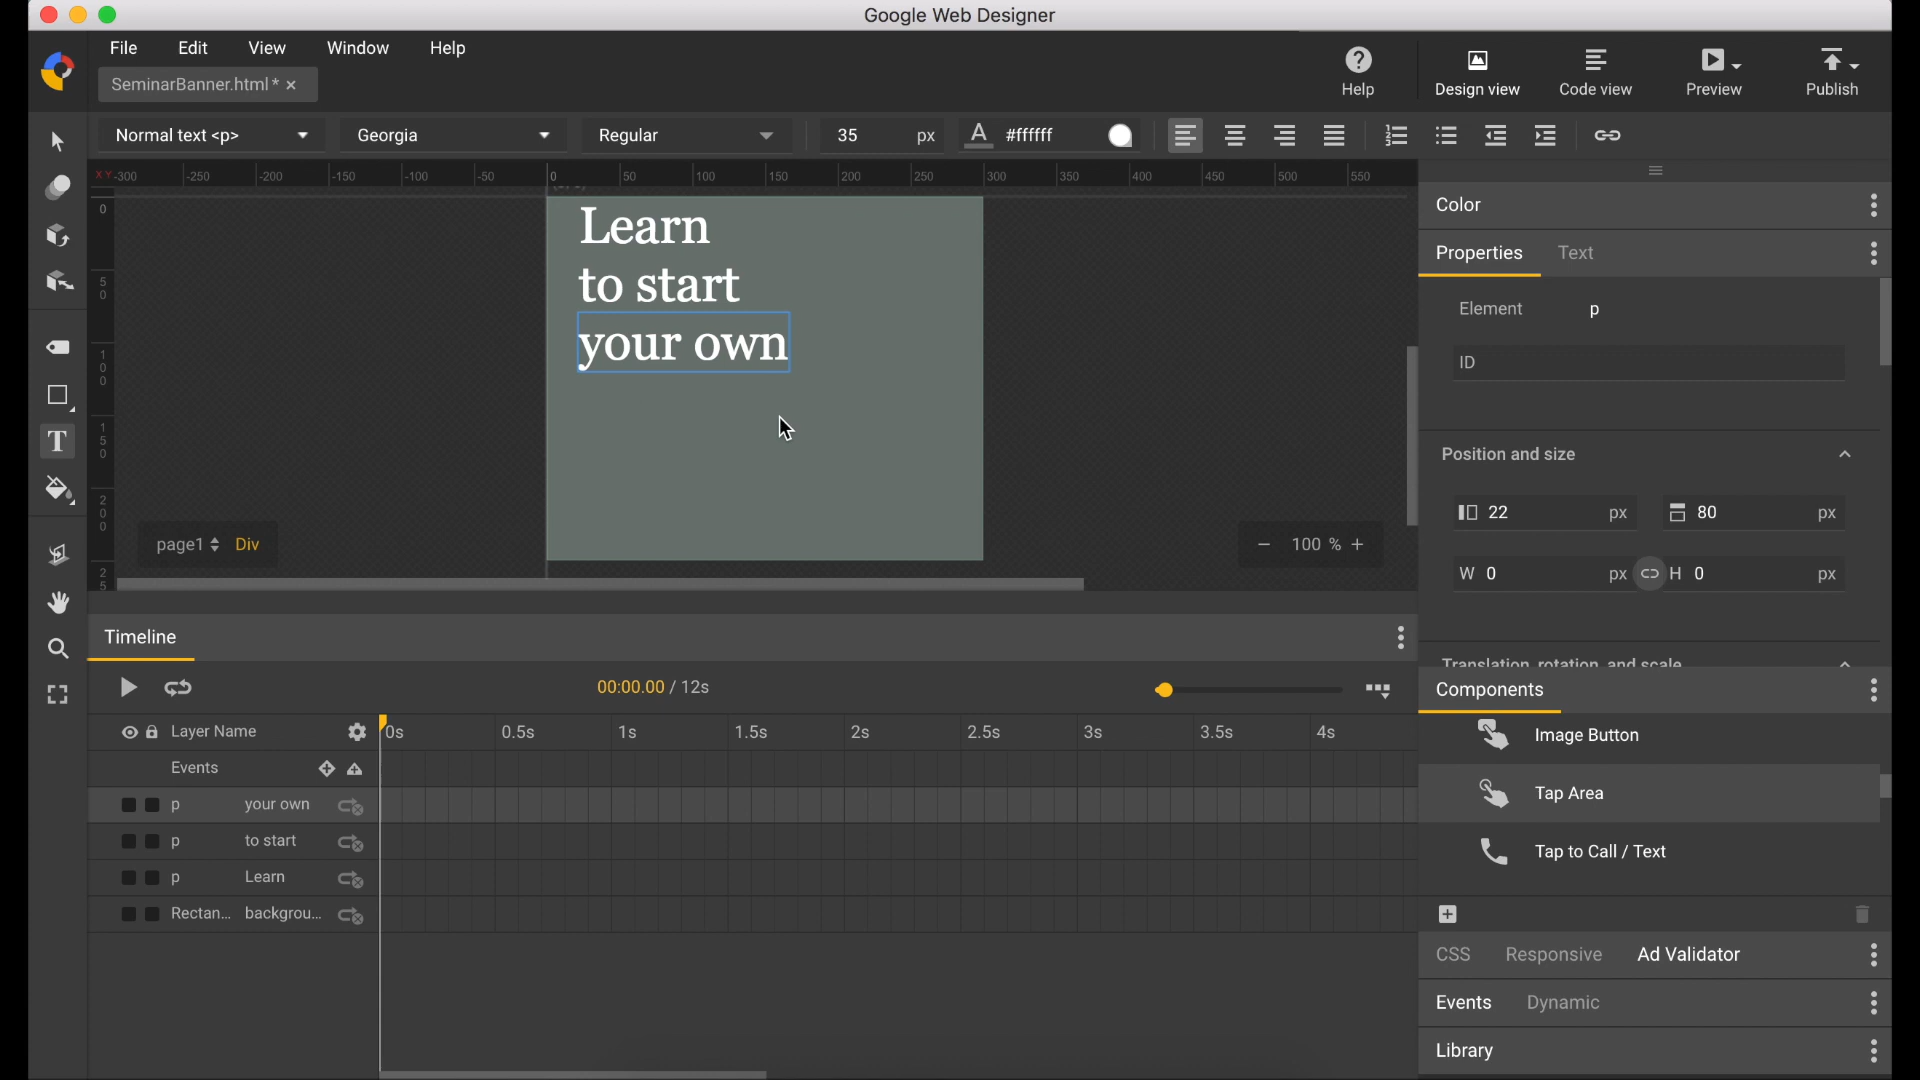 Google Web Designer
File Edit View Window Help
SeminarBanner.html* ×
Help Design view Code view Preview Publish
Normal text <p> Georgia Regular 35 px A #ffffff
X Y -300 -250 -200 -150 -100 -50 0 50 100 150 200 250 300 350 400 450 500 550
0
50
100
150
200
25
Learn
to start
your own
page1 Div
− 100 % +
Color
Properties Text
Element p
ID
Position and size
22 px 80 px
W 0 px H 0 px
Translation, rotation, and scale
Components
Image Button
Tap Area
Tap to Call / Text
CSS Responsive Ad Validator
Events Dynamic
Library
Timeline
00:00.00 / 12s
Layer Name 0s 0.5s 1s 1.5s 2s 2.5s 3s 3.5s 4s
Events
p your own
p to start
p Learn
Rectan... backgrou...